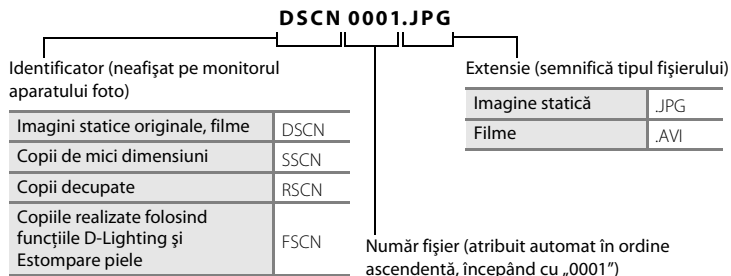 DSCN 0001.JPG
Identificator (neafişat pe monitorul
aparatului foto)
Imagini statice originale, filme DSCN
Copii de mici dimensiuni SSCN
Copii decupate RSCN
Copiile realizate folosind
funcţiile D-Lighting şi
Estompare piele FSCN
Extensie (semnifică tipul fişierului)
Imagine statică .JPG
Filme .AVI
Număr fişier (atribuit automat în ordine
ascendentă, începând cu „0001”)